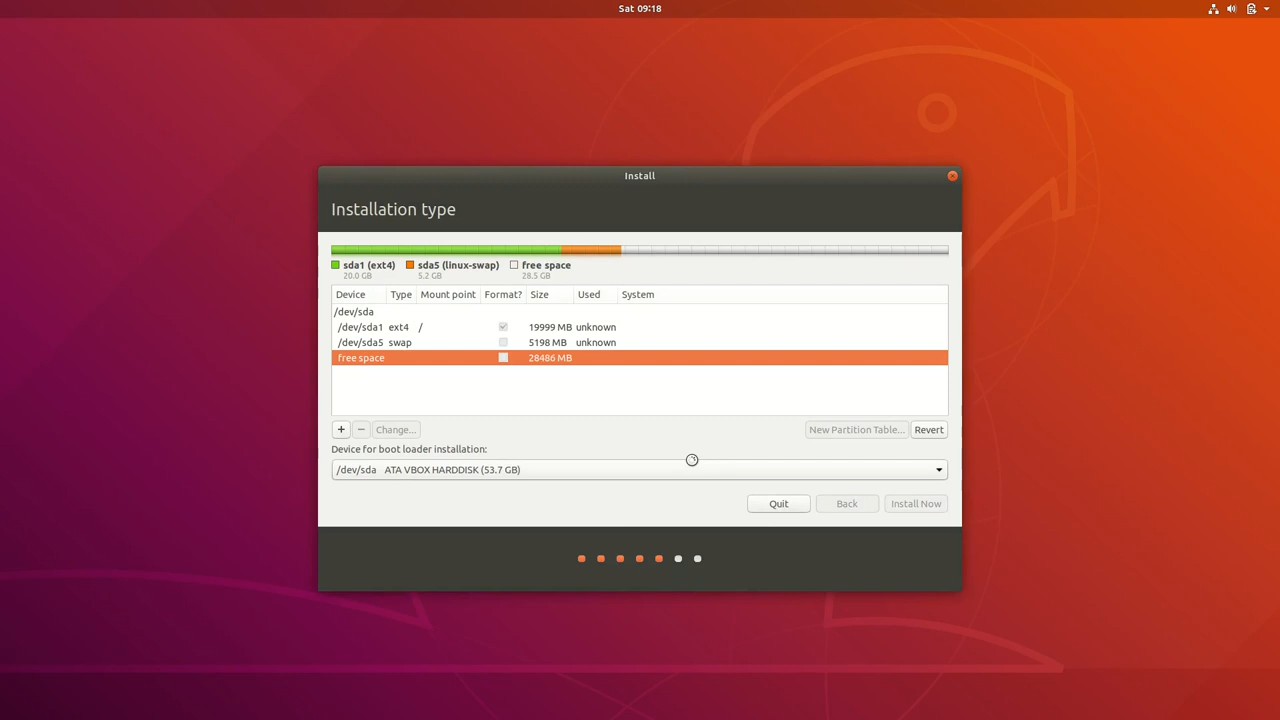 Sat 09:18
Install
Installation type
sda1 (ext4) sda5 (linux-swap) free space
20.0 GB 5.2 GB 28.5 GB
Device Type Mount point Format? Size Used System
/dev/sda
/dev/sda1 ext4 / 19999 MB unknown
/dev/sda5 swap 5198 MB unknown
free space 28486 MB
+ − Change... New Partition Table... Revert
Device for boot loader installation:
/dev/sda ATA VBOX HARDDISK (53.7 GB)
Quit Back Install Now